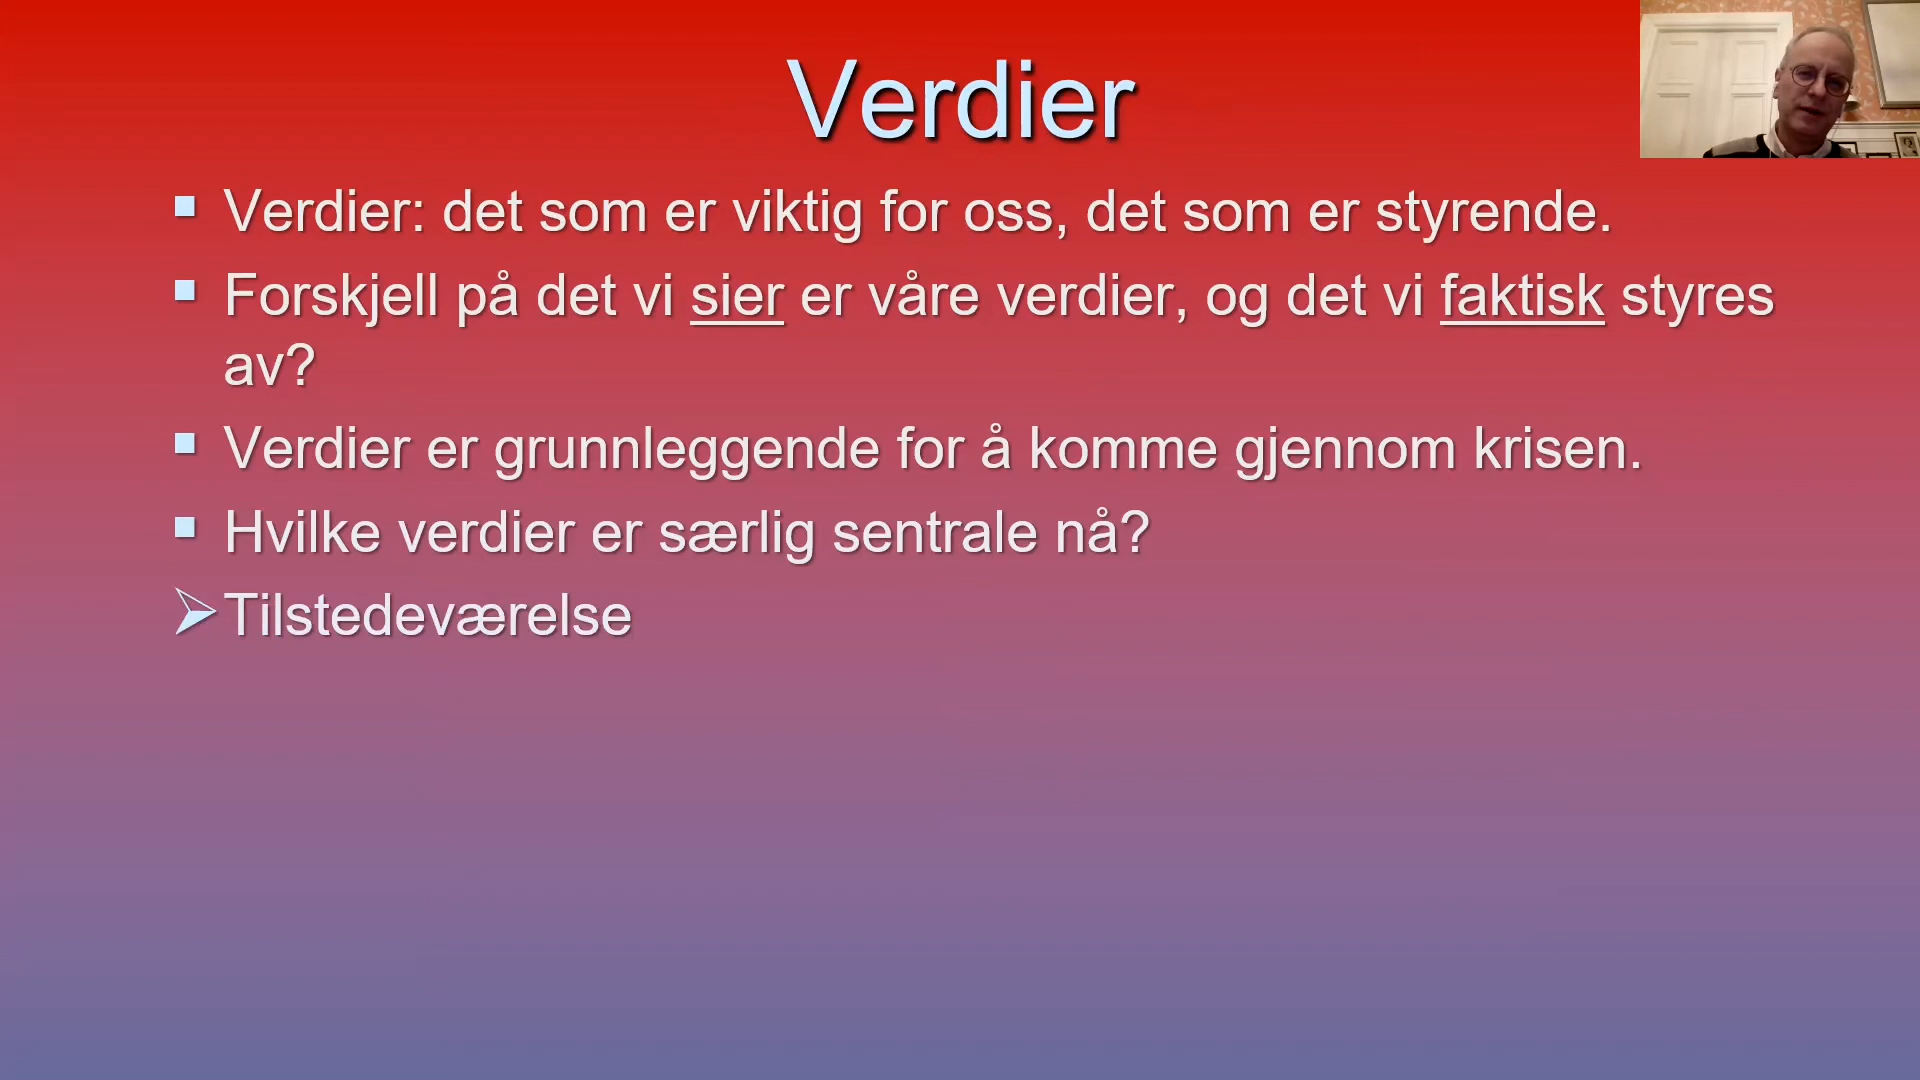 Verdier
Verdier: det som er viktig for oss, det som er styrende.
Forskjell på det vi sier er våre verdier, og det vi faktisk styres
av?
Verdier er grunnleggende for å komme gjennom krisen.
Hvilke verdier er særlig sentrale nå?
Tilstedeværelse